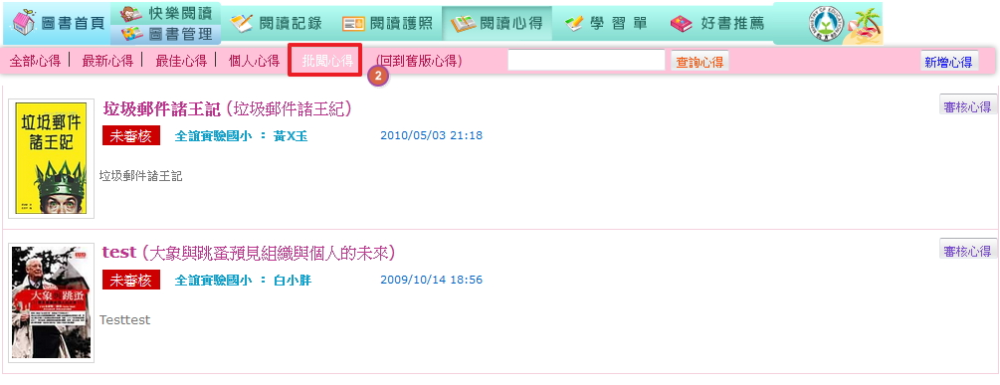 圖書首頁 快樂閱讀 圖書管理 閱讀記錄 閱讀護照 閱讀心得 學習單 好書推薦
全部心得 | 最新心得 | 最佳心得 | 個人心得 批閱心得 (回到舊版心得) 查詢心得 新增心得
2
垃圾郵件諸王記 (垃圾郵件諸王紀) 審核心得
未審核 全誼實驗國小 : 黃X玉 2010/05/03 21:18
垃圾郵件
諸王記
垃圾郵件諸王記
test (大象與跳蚤預見組織與個人的未來) 審核心得
未審核 全誼實驗國小 : 白小胖 2009/10/14 18:56
大象與跳蚤
Testtest